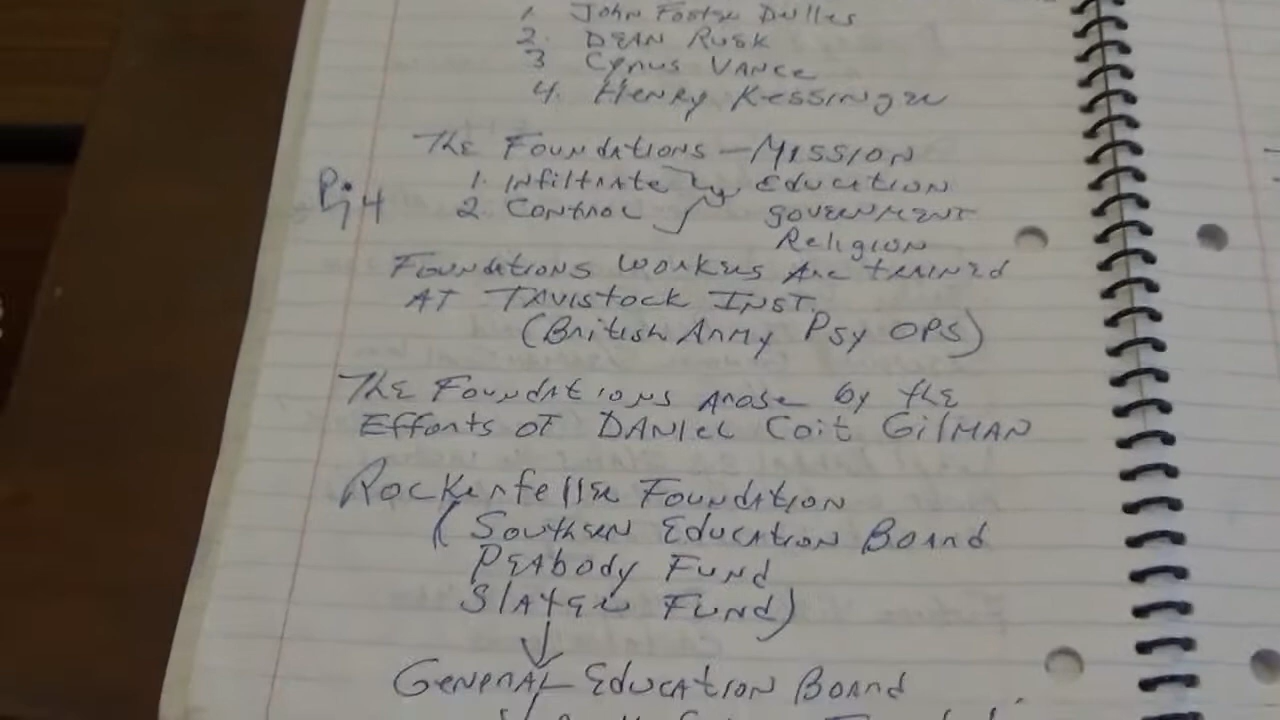 1 John Foster Dulles
2. DEAN RUSK
3 Cyrus VANCE
4. HENRY KESSINGER
The Foundations - MISSION
1. Infiltrate Education
Pg 4 2. Control government
Religion
Foundations workers are trained
AT TAVIStock INST.
(British Army Psy OPS)
The Foundations arose by the
Efforts of DANIEL Coit GilMAN
Rockenfeller Foundation
(Southern Education Board
PEAbody Fund
Slater Fund)
↓
General Education Board